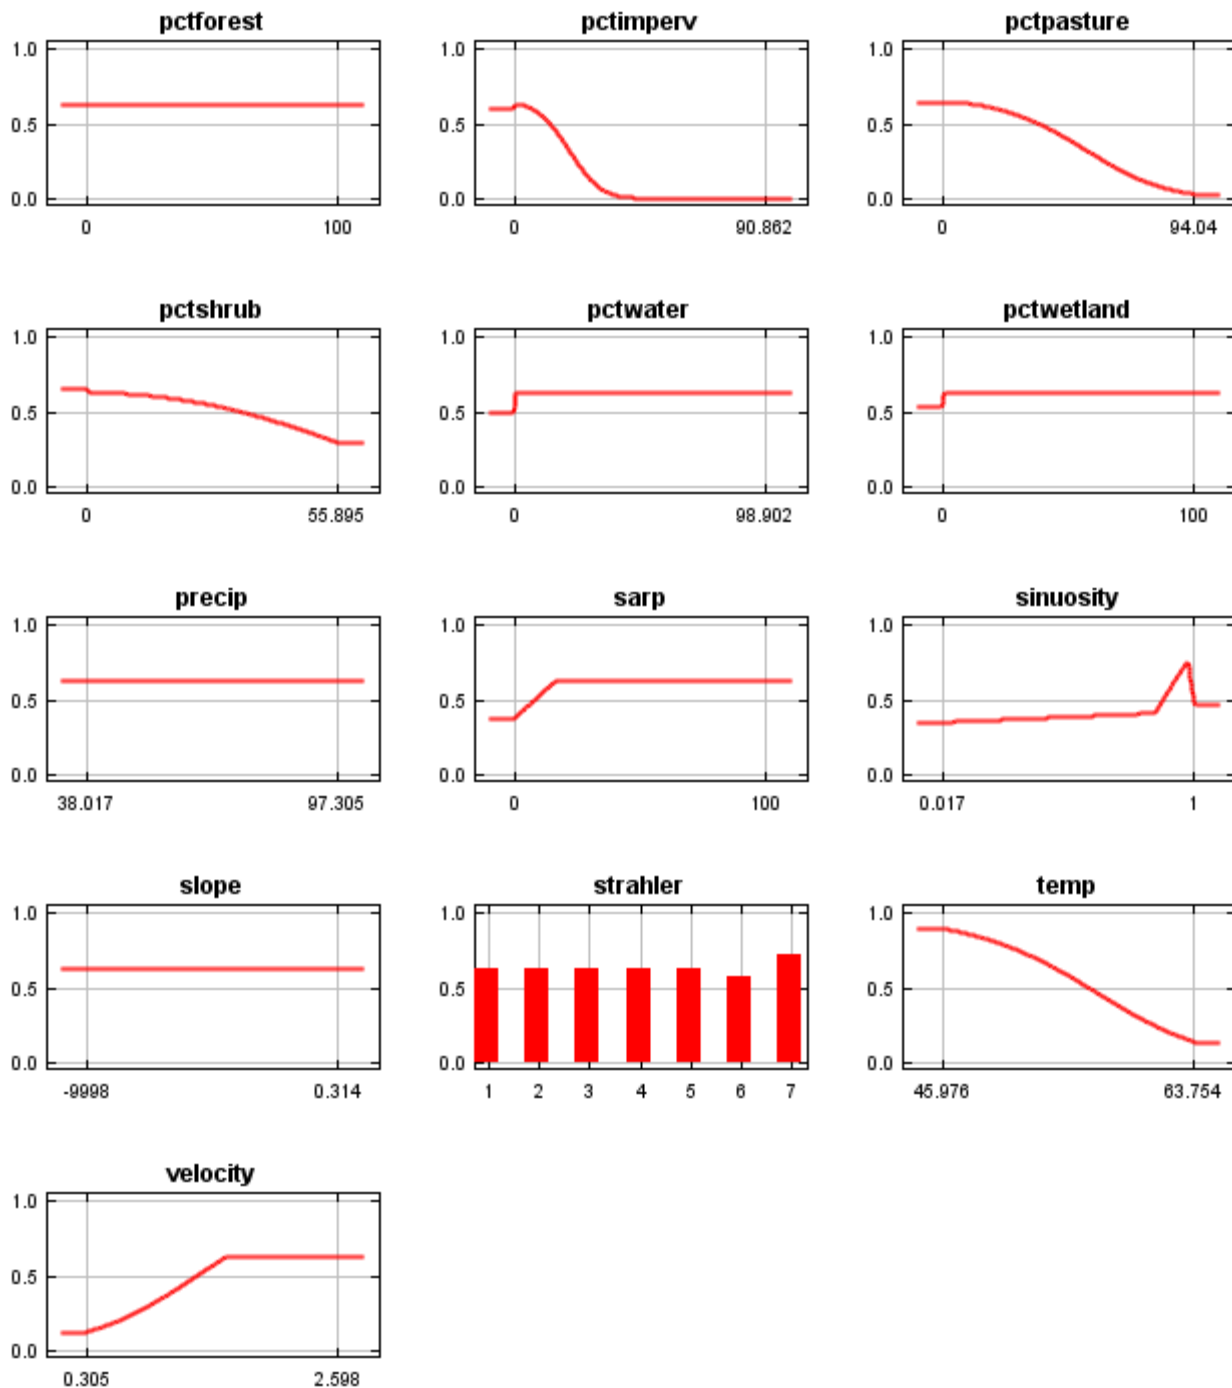 pctforest pctimperv pctpasture
1.0 1.0 1.0
0.5 0.5 0.5
0.0 0.0 0.0
0 100 0 90.862 0 94.04
pctshrub pctwater pctwetland
1.0 1.0 1.0
0.5 0.5 0.5
0.0 0.0 0.0
0 55.895 0 98.902 0 100
precip sarp sinuosity
1.0 1.0 1.0
0.5 0.5 0.5
0.0 0.0 0.0
38.017 97.305 0 100 0.017 1
slope strahler temp
1.0 1.0 1.0
0.5 0.5 0.5
0.0 0.0 0.0
-9998 0.314 1 2 3 4 5 6 7 45.976 63.754
velocity
1.0
0.5
0.0
0.305 2.598